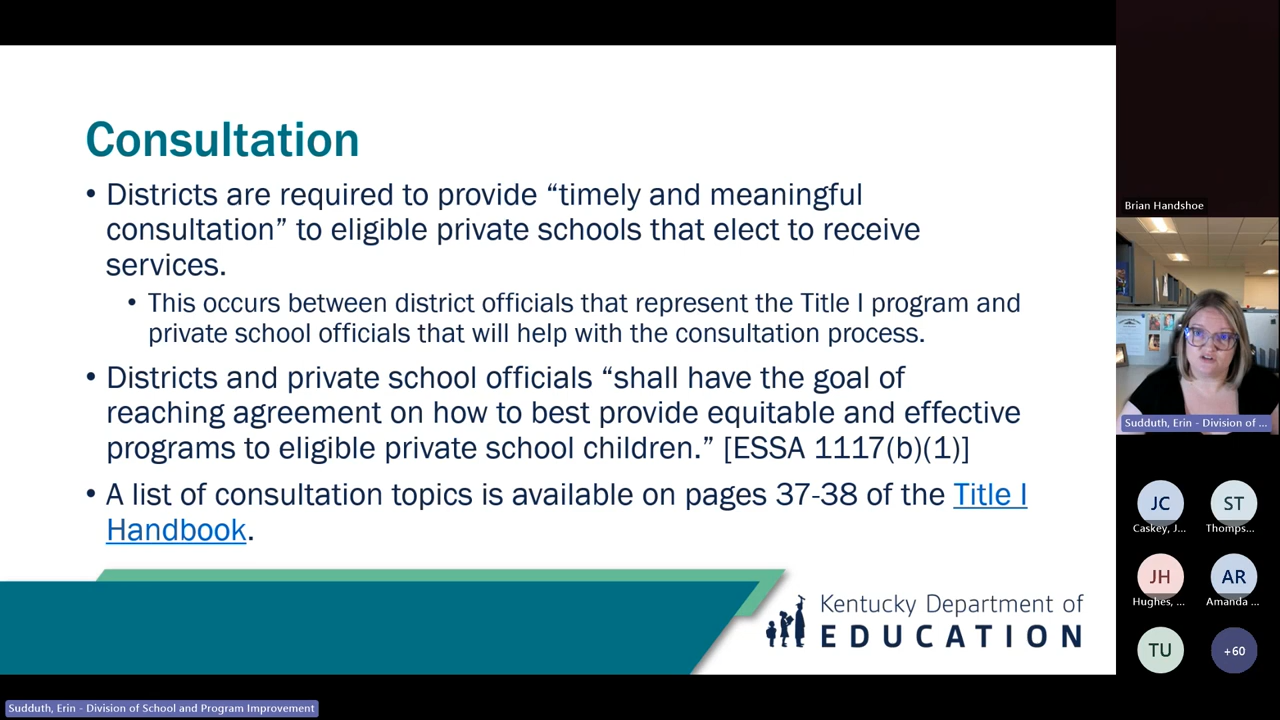 Consultation
• Districts are required to provide “timely and meaningful
consultation” to eligible private schools that elect to receive
services.
• This occurs between district officials that represent the Title I program and
private school officials that will help with the consultation process.
• Districts and private school officials “shall have the goal of
reaching agreement on how to best provide equitable and effective
programs to eligible private school children.” [ESSA 1117(b)(1)]
• A list of consultation topics is available on pages 37-38 of the Title I
Handbook.
Kentucky Department of
EDUCATION
Brian Handshoe
Sudduth, Erin - Division of ...
JC
ST
Caskey, J...
Thomps...
JH
AR
Hughes, ...
Amanda ...
TU
+60
Sudduth, Erin - Division of School and Program Improvement